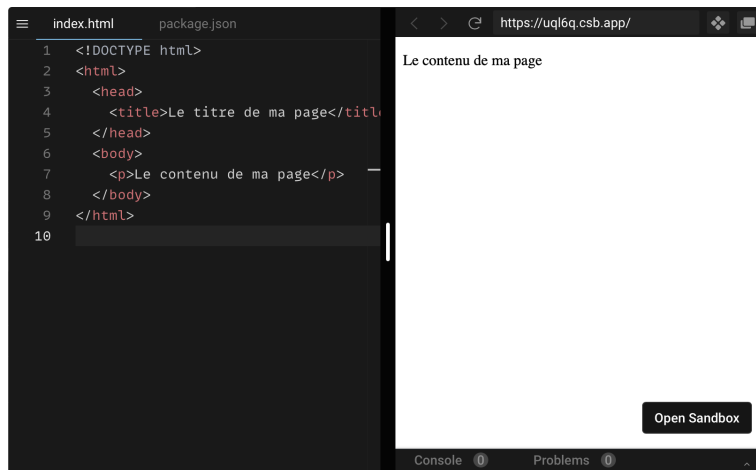 index.html package.json
1 <!DOCTYPE html>
2 <html>
3 <head>
4 <title>Le titre de ma page</titl
5 </head>
6 <body>
7 <p>Le contenu de ma page</p>
8 </body>
9 </html>
10
https://uql6q.csb.app/
Le contenu de ma page
Open Sandbox
Console 0 Problems 0